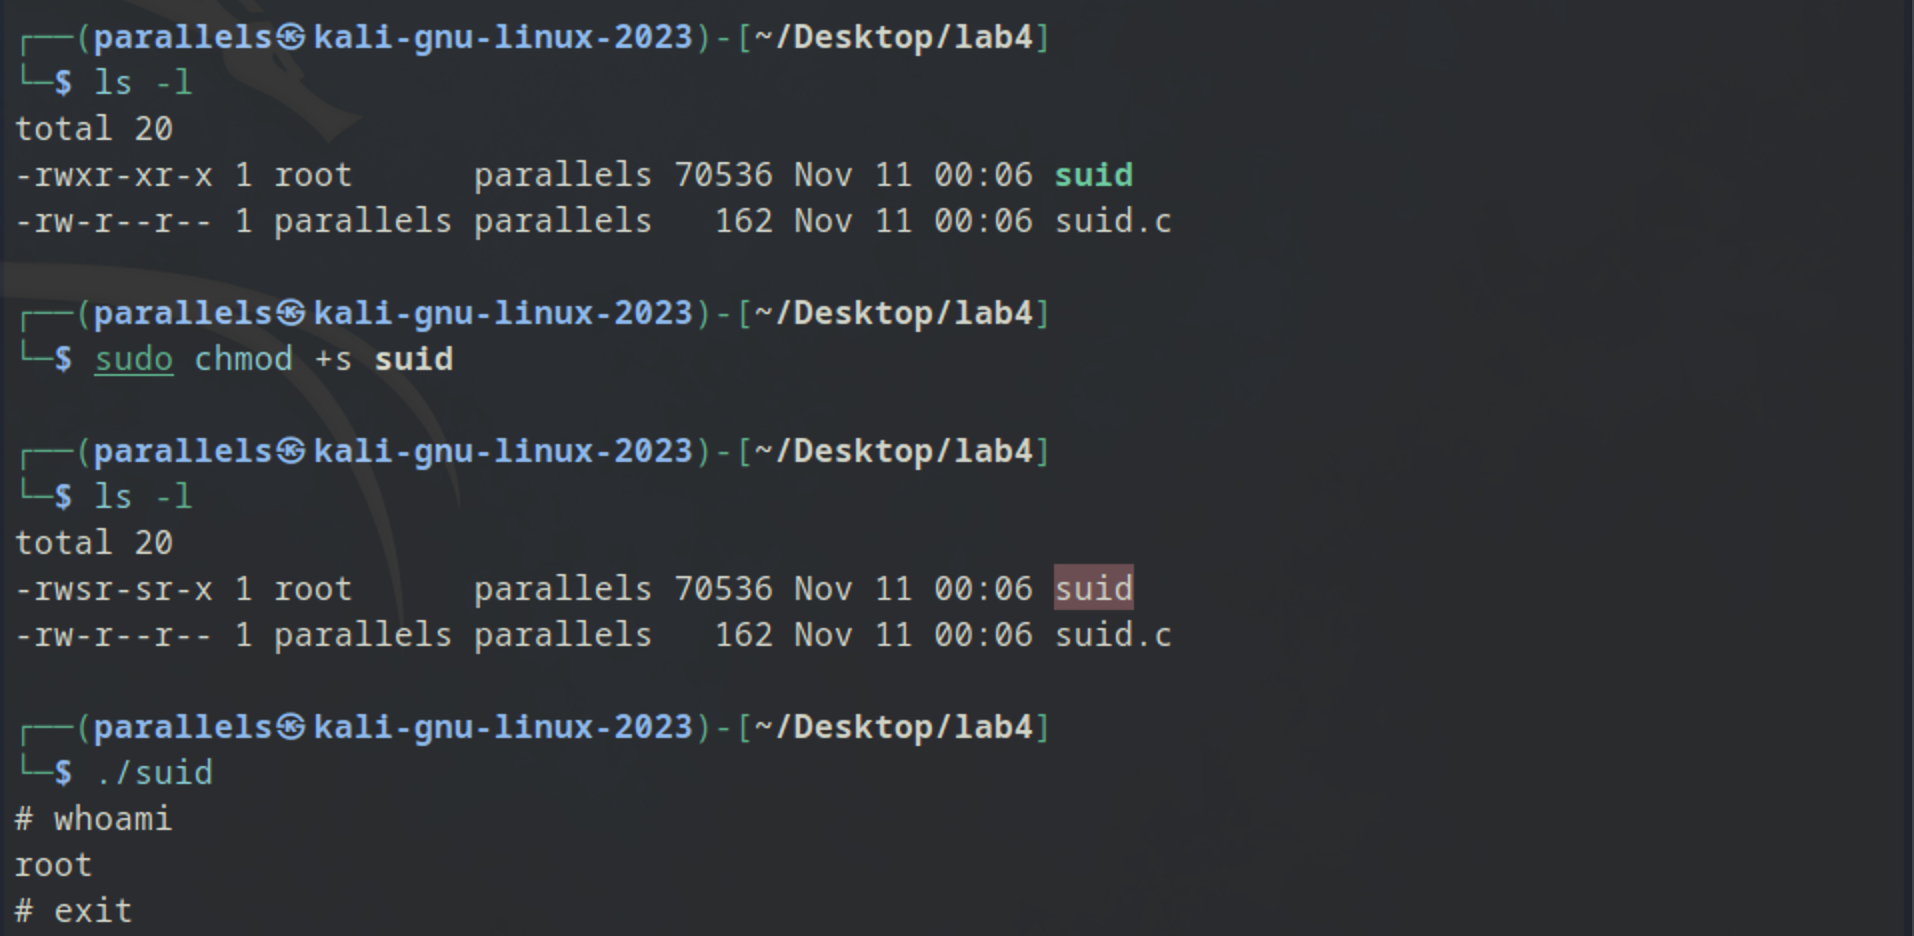 ┌──(parallels㉿kali-gnu-linux-2023)-[~/Desktop/lab4]
└─$ ls -l
total 20
-rwxr-xr-x 1 root      parallels 70536 Nov 11 00:06 suid
-rw-r--r-- 1 parallels parallels   162 Nov 11 00:06 suid.c

┌──(parallels㉿kali-gnu-linux-2023)-[~/Desktop/lab4]
└─$ sudo chmod +s suid

┌──(parallels㉿kali-gnu-linux-2023)-[~/Desktop/lab4]
└─$ ls -l
total 20
-rwsr-sr-x 1 root      parallels 70536 Nov 11 00:06 suid
-rw-r--r-- 1 parallels parallels   162 Nov 11 00:06 suid.c

┌──(parallels㉿kali-gnu-linux-2023)-[~/Desktop/lab4]
└─$ ./suid
# whoami
root
# exit